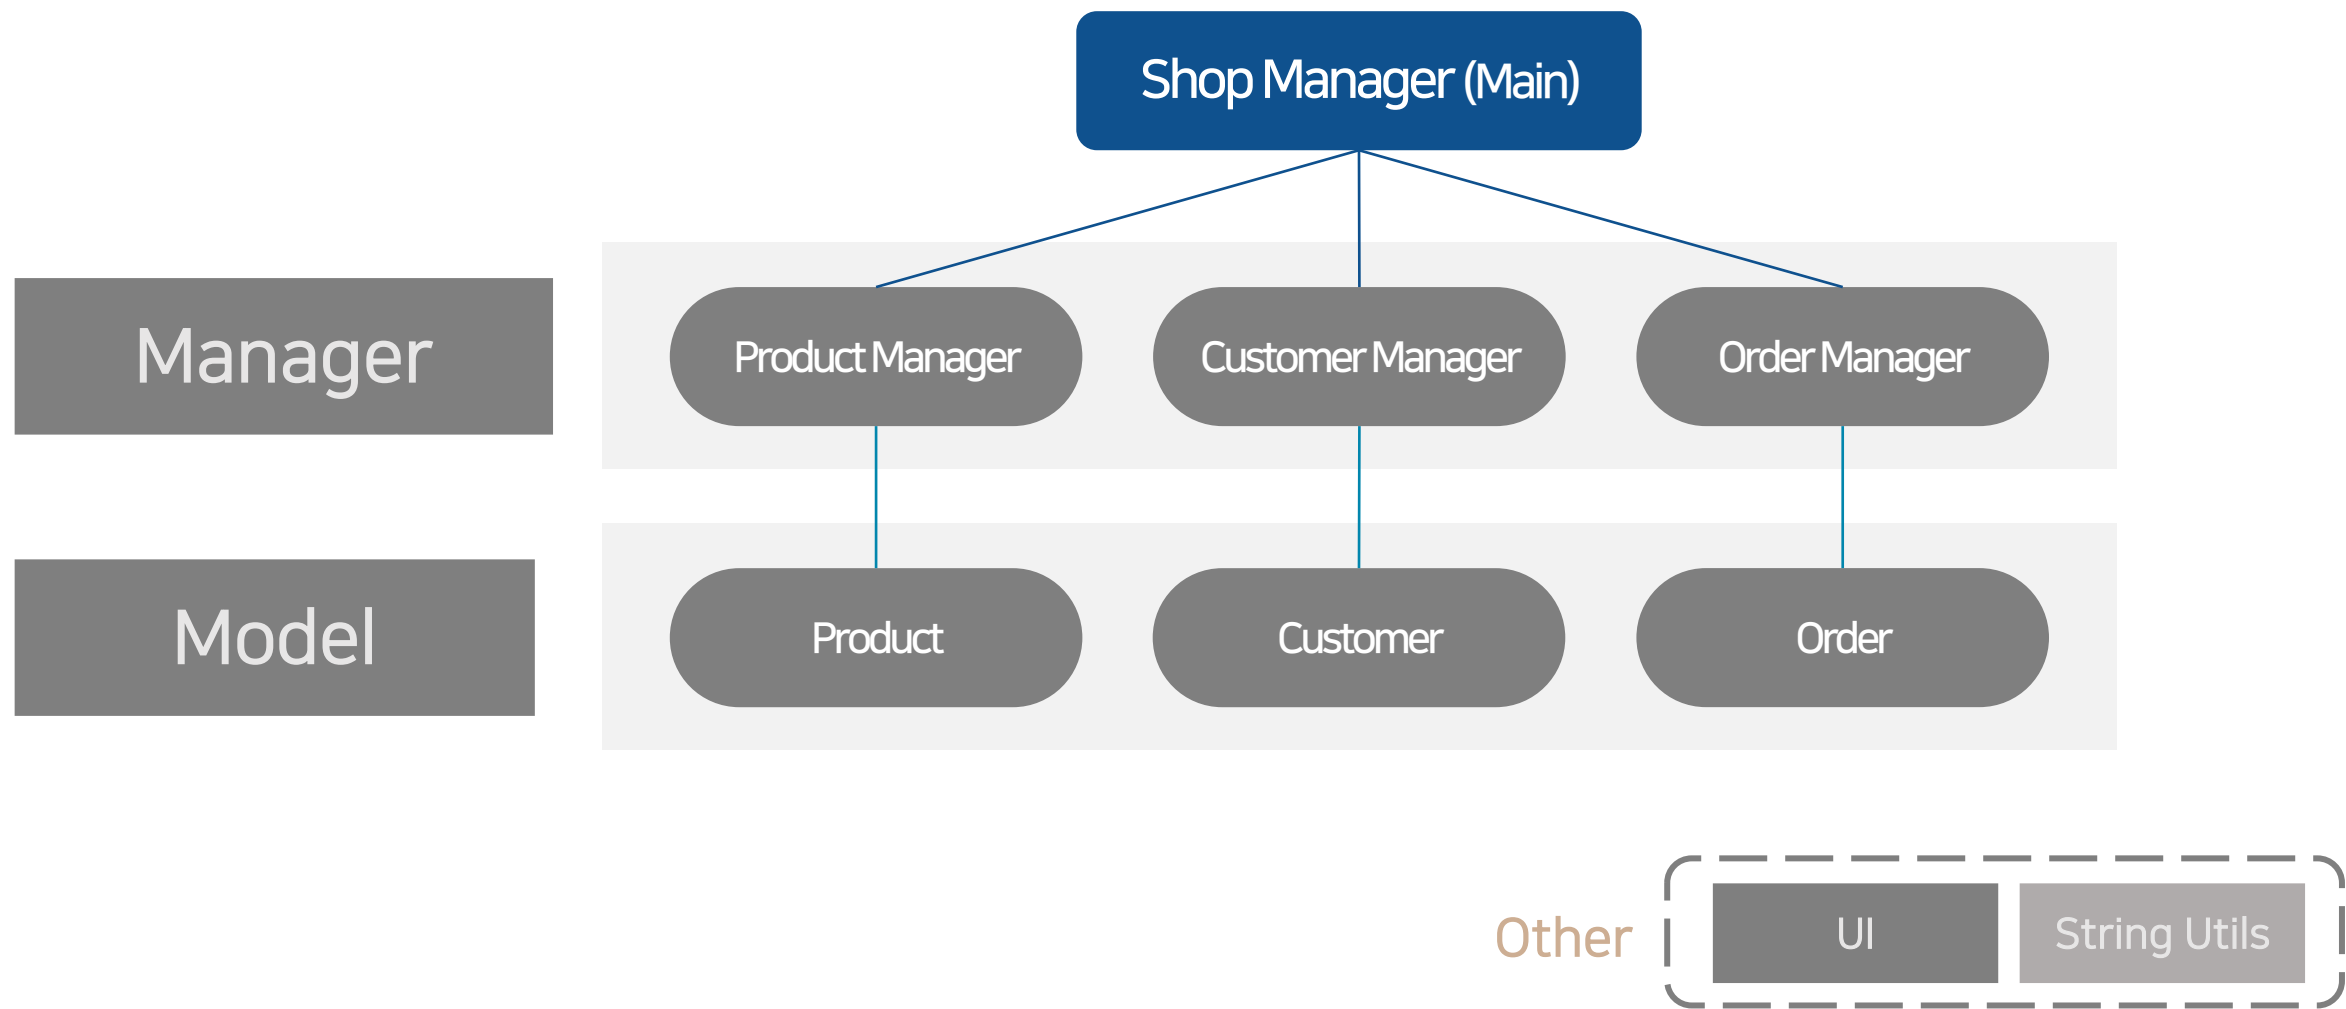 Shop Manager (Main)
Manager
Product Manager
Customer Manager
Order Manager
Model
Product
Customer
Order
Other
UI
String Utils